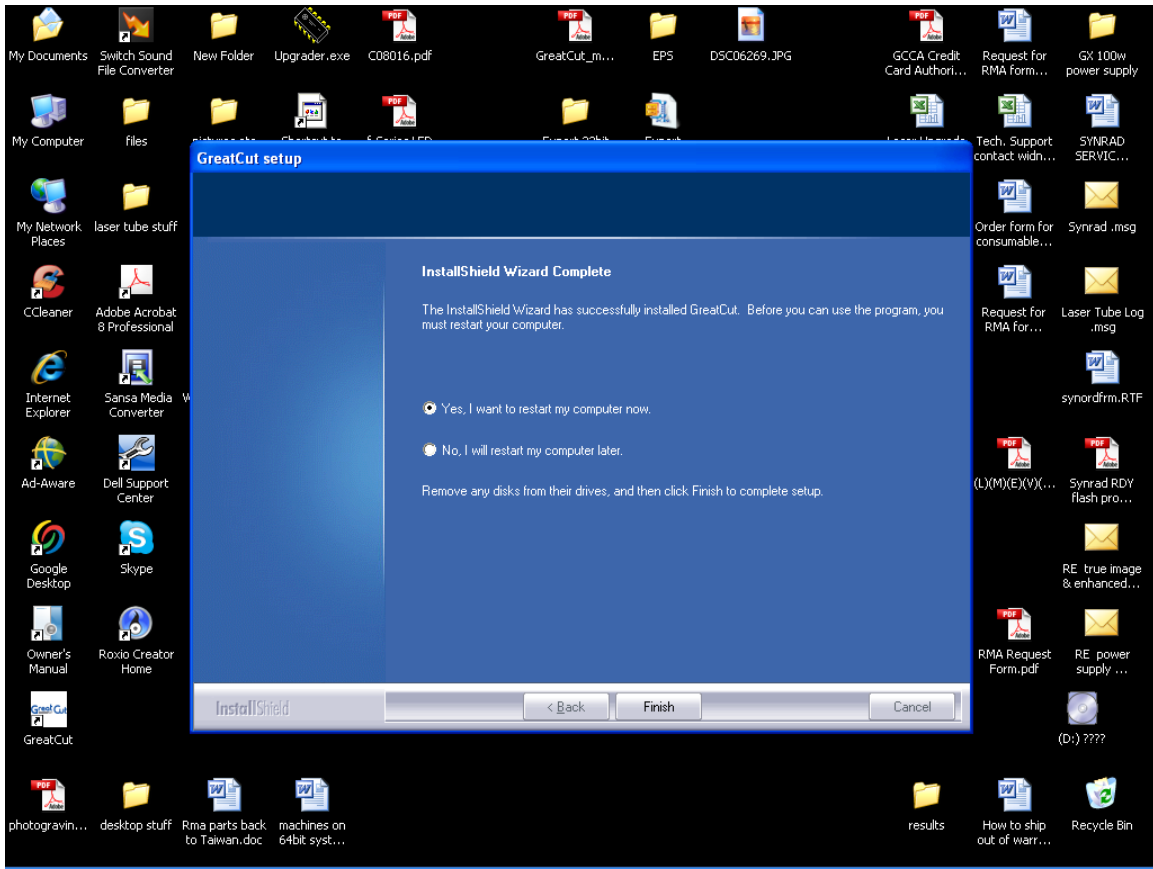 My Documents
Switch Sound
File Converter
New Folder
Upgrader.exe
C08016.pdf
GreatCut_m...
EPS
DSC06269.JPG
GCCA Credit
Card Authori...
Request for
RMA form...
GX 100w
power supply
My Computer
files
Tech. Support
contact widn...
SYNRAD
SERVIC...
GreatCut setup
My Network
Places
laser tube stuff
Order form for
consumable...
Synrad .msg
InstallShield Wizard Complete
The InstallShield Wizard has successfully installed GreatCut. Before you can use the program, you
must restart your computer.
CCleaner
Adobe Acrobat
8 Professional
Request for
RMA for...
Laser Tube Log
.msg
Internet
Explorer
Sansa Media
Converter
synordfrm.RTF
Yes, I want to restart my computer now.
No, I will restart my computer later.
Remove any disks from their drives, and then click Finish to complete setup.
Ad-Aware
Dell Support
Center
(L)(M)(E)(V)(...
Synrad RDY
flash pro...
Google
Desktop
Skype
RE true image
& enhanced...
Owner's
Manual
Roxio Creator
Home
RMA Request
Form.pdf
RE power
supply ...
InstallShield
< Back
Finish
Cancel
GreatCut
(D:) ????
photogravin...
desktop stuff
Rma parts back
to Taiwan.doc
machines on
64bit syst...
results
How to ship
out of warr...
Recycle Bin